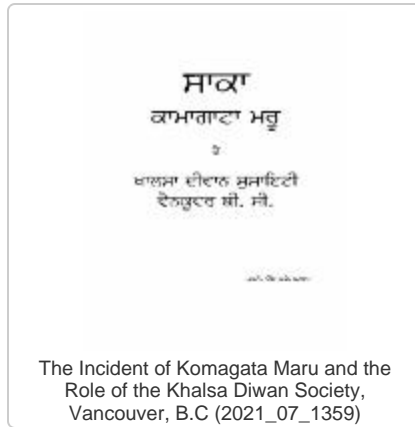 ਸਾਕਾ
ਕਾਮਾਗਾਟਾ ਮਰੂ
ਤੇ
ਖਾਲਸਾ ਦੀਵਾਨ ਸੁਸਾਇਟੀ
ਵੈਨਕੂਵਰ ਬੀ. ਸੀ.
The Incident of Komagata Maru and the
Role of the Khalsa Diwan Society,
Vancouver, B.C (2021_07_1359)